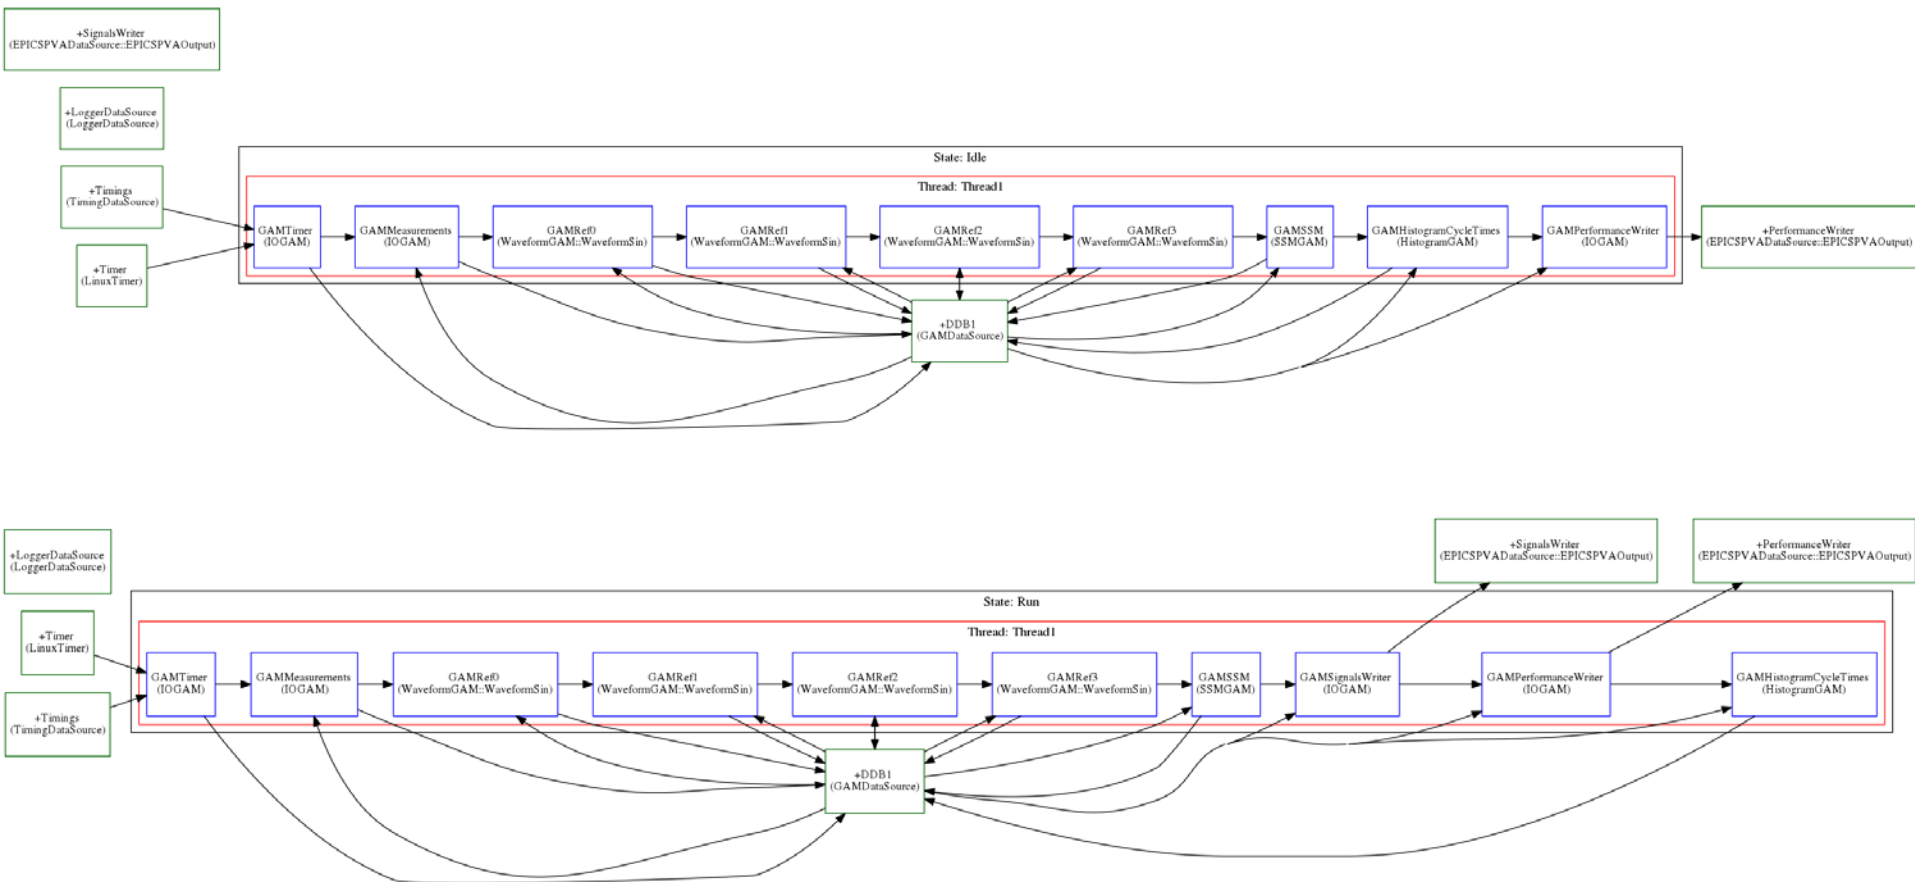 +SignalsWriter
(EPICSPVADataSource::EPICSPVAOutput)
+LoggerDataSource
(LoggerDataSource)
+Timings
(TimingDataSource)
+Timer
(LinuxTimer)
State: Idle
Thread: Thread1
GAMTimer
(IOGAM)
GAMMeasurements
(IOGAM)
GAMRef0
(WaveformGAM::WaveformSin)
GAMRef1
(WaveformGAM::WaveformSin)
GAMRef2
(WaveformGAM::WaveformSin)
GAMRef3
(WaveformGAM::WaveformSin)
GAMSSM
(SSMGAM)
GAMHistogramCycleTimes
(HistogramGAM)
GAMPerformanceWriter
(IOGAM)
+PerformanceWriter
(EPICSPVADataSource::EPICSPVAOutput)
+DDB1
(GAMDataSource)
+LoggerDataSource
(LoggerDataSource)
+Timer
(LinuxTimer)
+Timings
(TimingDataSource)
+SignalsWriter
(EPICSPVADataSource::EPICSPVAOutput)
+PerformanceWriter
(EPICSPVADataSource::EPICSPVAOutput)
State: Run
Thread: Thread1
GAMTimer
(IOGAM)
GAMMeasurements
(IOGAM)
GAMRef0
(WaveformGAM::WaveformSin)
GAMRef1
(WaveformGAM::WaveformSin)
GAMRef2
(WaveformGAM::WaveformSin)
GAMRef3
(WaveformGAM::WaveformSin)
GAMSSM
(SSMGAM)
GAMSignalsWriter
(IOGAM)
GAMPerformanceWriter
(IOGAM)
GAMHistogramCycleTimes
(HistogramGAM)
+DDB1
(GAMDataSource)